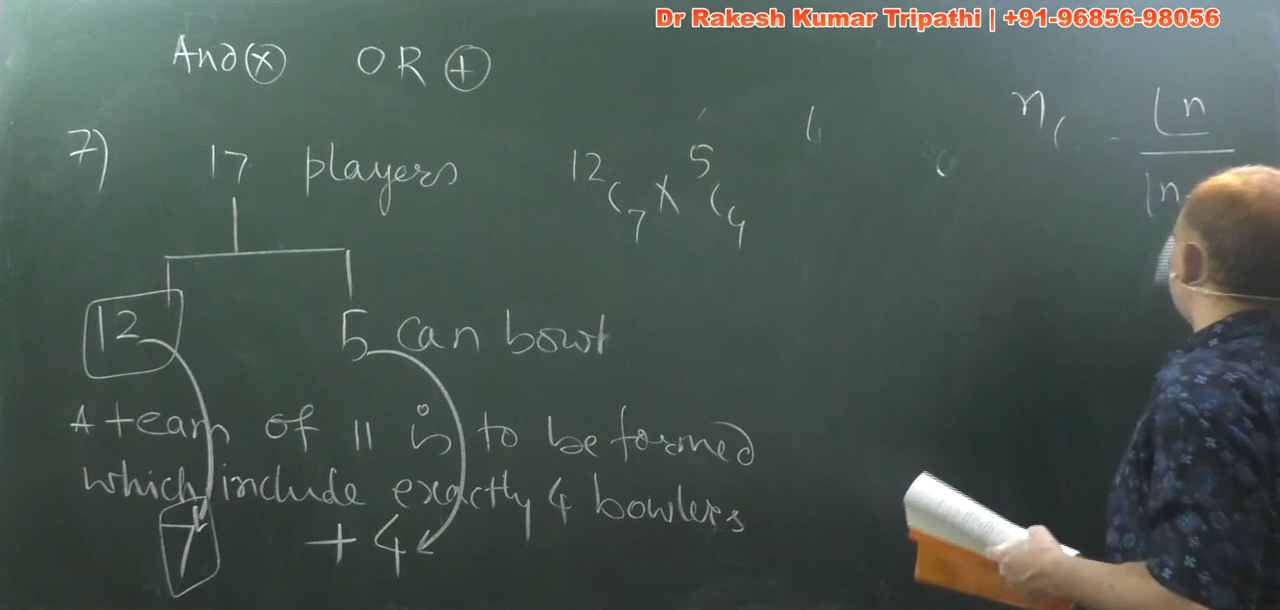 Dr Rakesh Kumar Tripathi | +91-96856-98056
And × OR +
7) 17 players
12C7 × 5C4
nC - ⌊n
⌊n
12 5 can bowl
A team of 11 is to be formed
which include exactly 4 bowlers
7 + 4